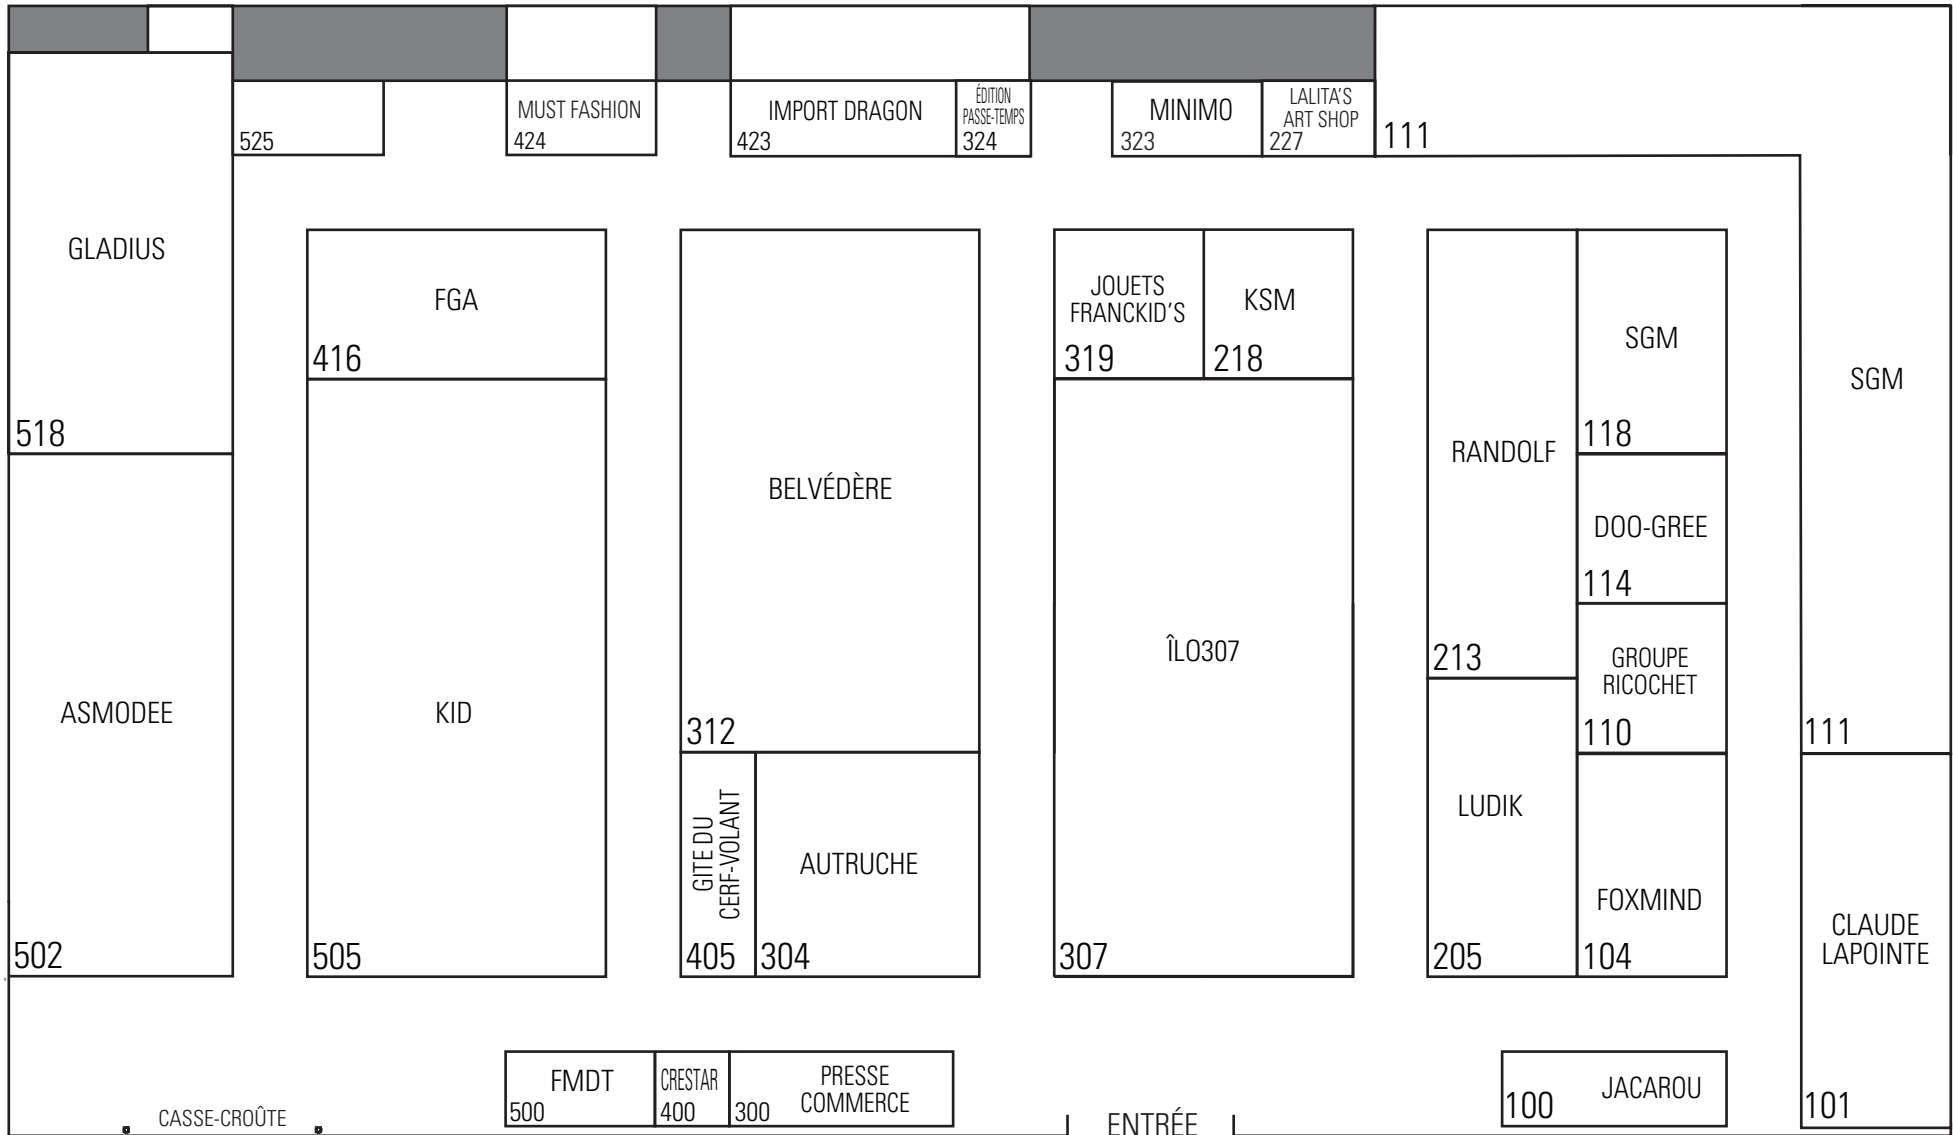 MUST FASHION
424
IMPORT DRAGON
423
ÉDITION
PASSE-TEMPS
324
MINIMO
323
LALITA'S
ART SHOP
227
111
525
GLADIUS
518
FGA
416
BELVÉDÈRE
312
JOUETS
FRANCKID'S
319
KSM
218
RANDOLF
213
SGM
118
SGM
111
DOO-GREE
114
GROUPE
RICOCHET
110
ASMODEE
502
KID
505
GITE DU
CERF-VOLANT
405
AUTRUCHE
304
ÎLO307
307
LUDIK
205
FOXMIND
104
CLAUDE
LAPOINTE
101
CASSE-CROÛTE
FMDT
500
CRESTAR
400
PRESSE
COMMERCE
300
ENTRÉE
JACAROU
100